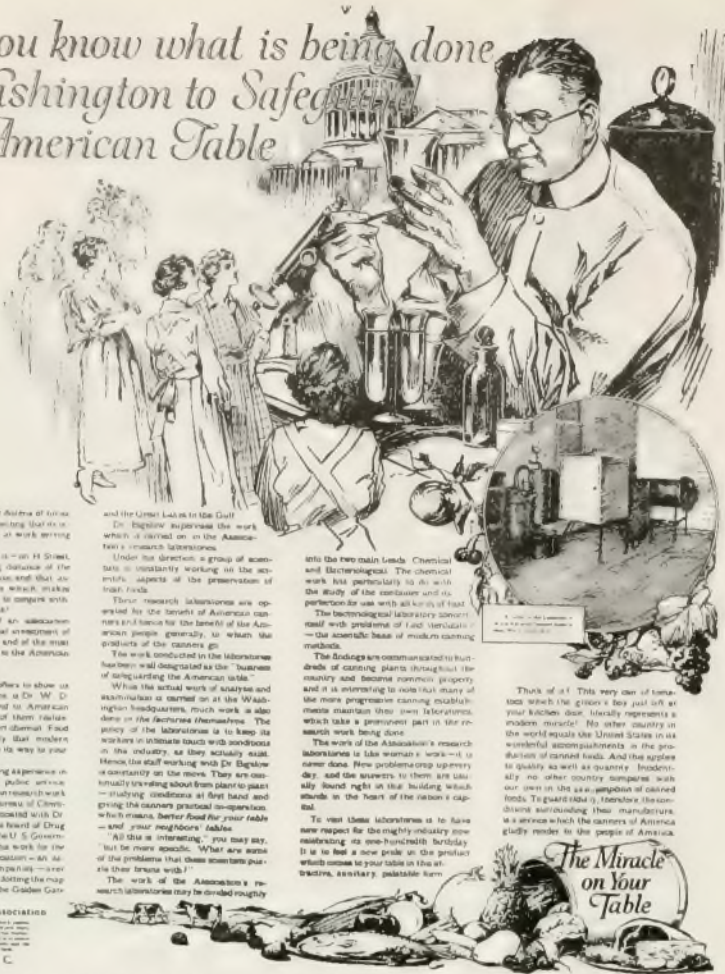 ou know what is being done
ashington to Safeguard
American Table
and the Great Lakes to the Gulf
Dr. Bigelow supervises the work
which is carried on in the Associa-
tion's research laboratories
Under his direction a group of scien-
tists is constantly working on the sci-
entific aspects of the preservation of
fresh foods
These research laboratories are op-
erated for the benefit of American can-
ners and hence for the benefit of the Am-
erican people generally, to whom the
products of the canners go
The work conducted in the laboratories
has been well designated as the "business
of safeguarding the American table."
While the actual work of analyses and
examination is carried on at the Wash-
ington headquarters, much work is also
done in the factories themselves. The
policy of the laboratories is to keep its
workers in intimate touch with conditions
in the industry, as they actually exist.
Hence, the staff working with Dr Bigelow
is constantly on the move. They are con-
tinually traveling about from plant to plant
— studying conditions at first hand and
giving the canners practical co-operation,
which means, better food for your table
— and your neighbors' tables
"All this is interesting," you may say,
"but be more specific. What are some
of the problems that these scientists puz-
zle their brains with?"
The work of the Association's re-
search laboratories may be divided roughly
into the two main heads Chemical
and Bacteriological. The chemical
work has particularly to do with
the study of the container and its
perfection for use with all kinds of food
The bacteriological laboratory concerns
itself with problems of food sterilization
— the scientific basis of modern canning
methods.
The findings are communicated to hun-
dreds of canning plants throughout the
country and become common property
and it is interesting to note that many of
the more progressive canning establish-
ments maintain their own laboratories,
which take a prominent part in the re-
search work being done
The work of the Association's research
laboratories is like woman's work—it is
never done. New problems crop up every
day, and the answers to them are usu-
ally found right in that building which
stands in the heart of the nation's cap-
ital.
To visit these laboratories is to have
new respect for the mighty industry now
celebrating its one-hundredth birthday
It is to feel a new pride in the product
which comes to your table in this at-
tractive, sanitary, palatable form
Think of it! This very can of toma-
toes which the grocer's boy just left at
your kitchen door, literally represents a
modern miracle! No other country in
the world equals the United States in its
wonderful accomplishments in the pro-
duction of canned foods. And this applies
to quality as well as quantity Incident-
ally no other country compares with
our own in the consumption of canned
foods. To guard rigidly, therefore, the con-
ditions surrounding their manufacture,
is a service which the canners of America
gladly render to the people of America.
The Miracle
on Your
Table